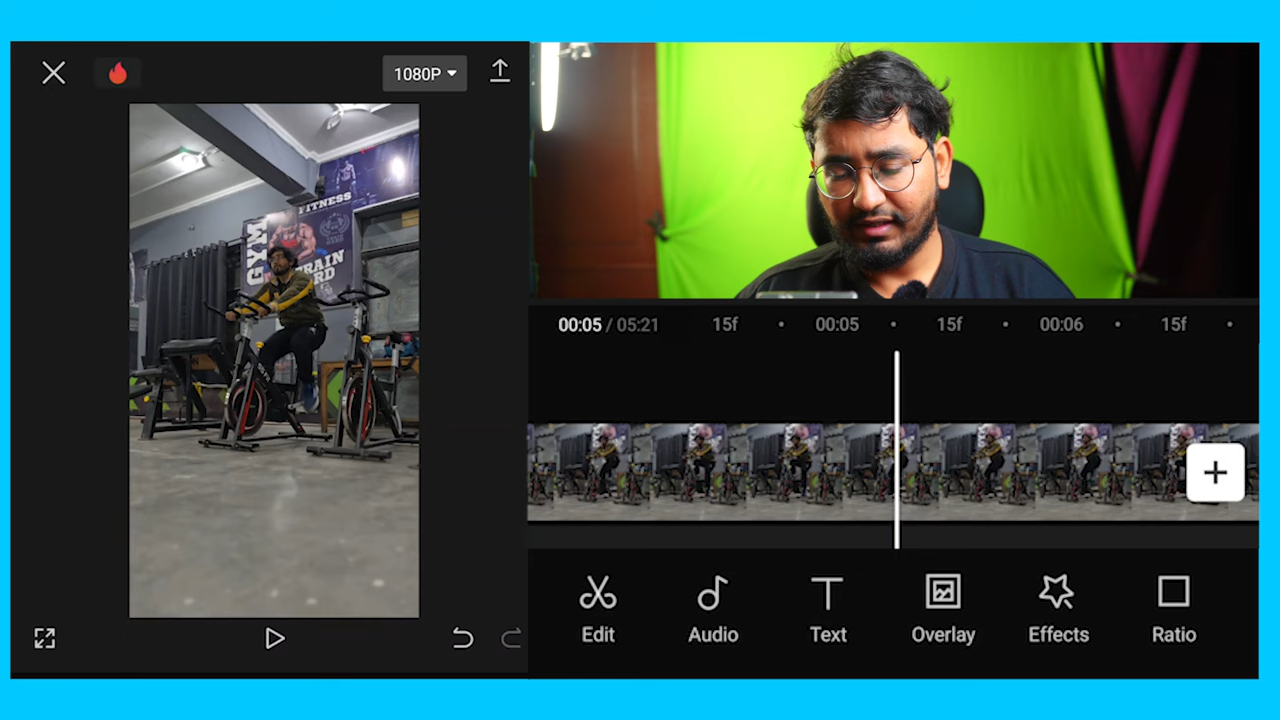 1080P
FITNESS
GYM
TRAIN
00:05 / 05:21
15f
00:05
15f
00:06
15f
Edit
Audio
Text
Overlay
Effects
Ratio